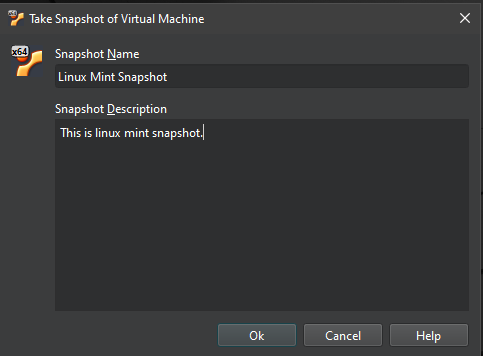 Take Snapshot of Virtual Machine
x64
Snapshot Name
Linux Mint Snapshot
Snapshot Description
This is linux mint snapshot.
Ok Cancel Help